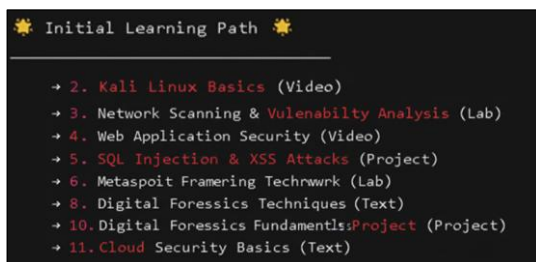 🌟 Initial Learning Path 🌟
→ 2. Kali Linux Basics (Video)
→ 3. Network Scanning & Vulenabilty Analysis (Lab)
→ 4. Web Application Security (Video)
→ 5. SQL Injection & XSS Attacks (Project)
→ 6. Metaspoit Framering Techrwwrk (Lab)
→ 8. Digital Foressics Techniques (Text)
→ 10. Digital Foressics Fundamentls:Project (Project)
→ 11. Cloud Security Basics (Text)